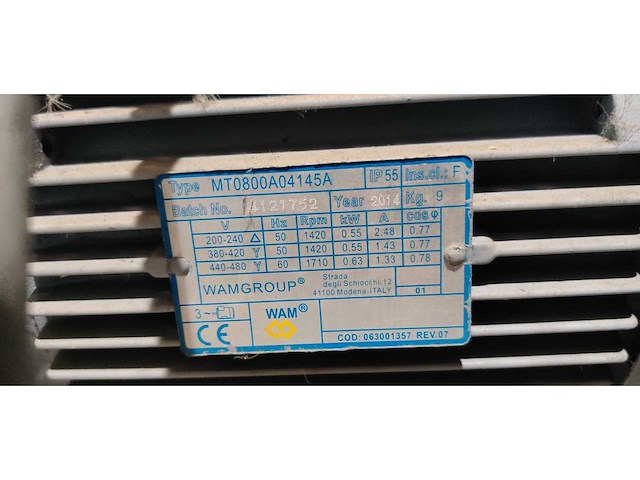 Type MT0800A04145A IP 55 Ins.cl.: F
Batch No. 4121752 Year 2014 Kg. 9
V Hz Rpm kW A cos φ
200-240 Δ 50 1420 0.55 2.48 0.77
380-420 Y 50 1420 0.55 1.43 0.77
440-480 Y 60 1710 0.63 1.33 0.78
WAMGROUP® Strada
degli Schiocchi,12
41100 Modena-ITALY 01
3 ~
CE WAM®
COD: 063001357 REV.07